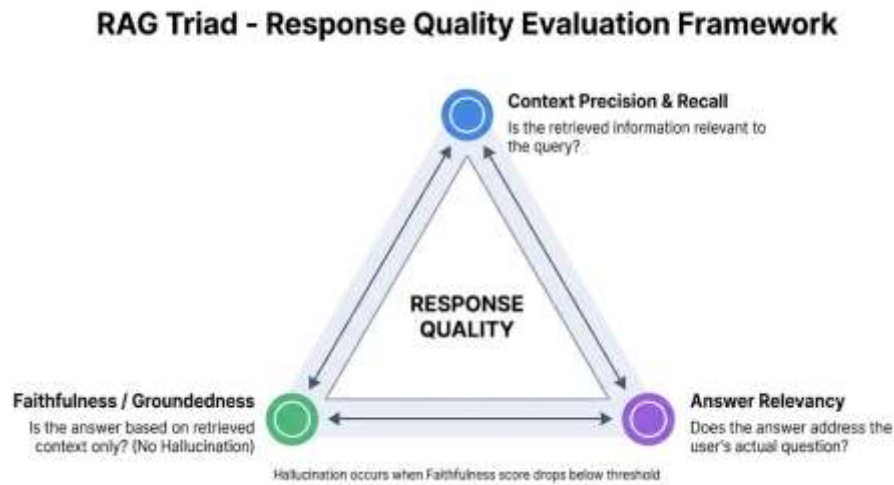 RAG Triad - Response Quality Evaluation Framework
Context Precision & Recall
Is the retrieved information relevant to
the query?
RESPONSE
QUALITY
Faithfulness / Groundedness
Is the answer based on retrieved
context only? (No Hallucination)
Answer Relevancy
Does the answer address the
user's actual question?
Hallucination occurs when Faithfulness score drops below threshold